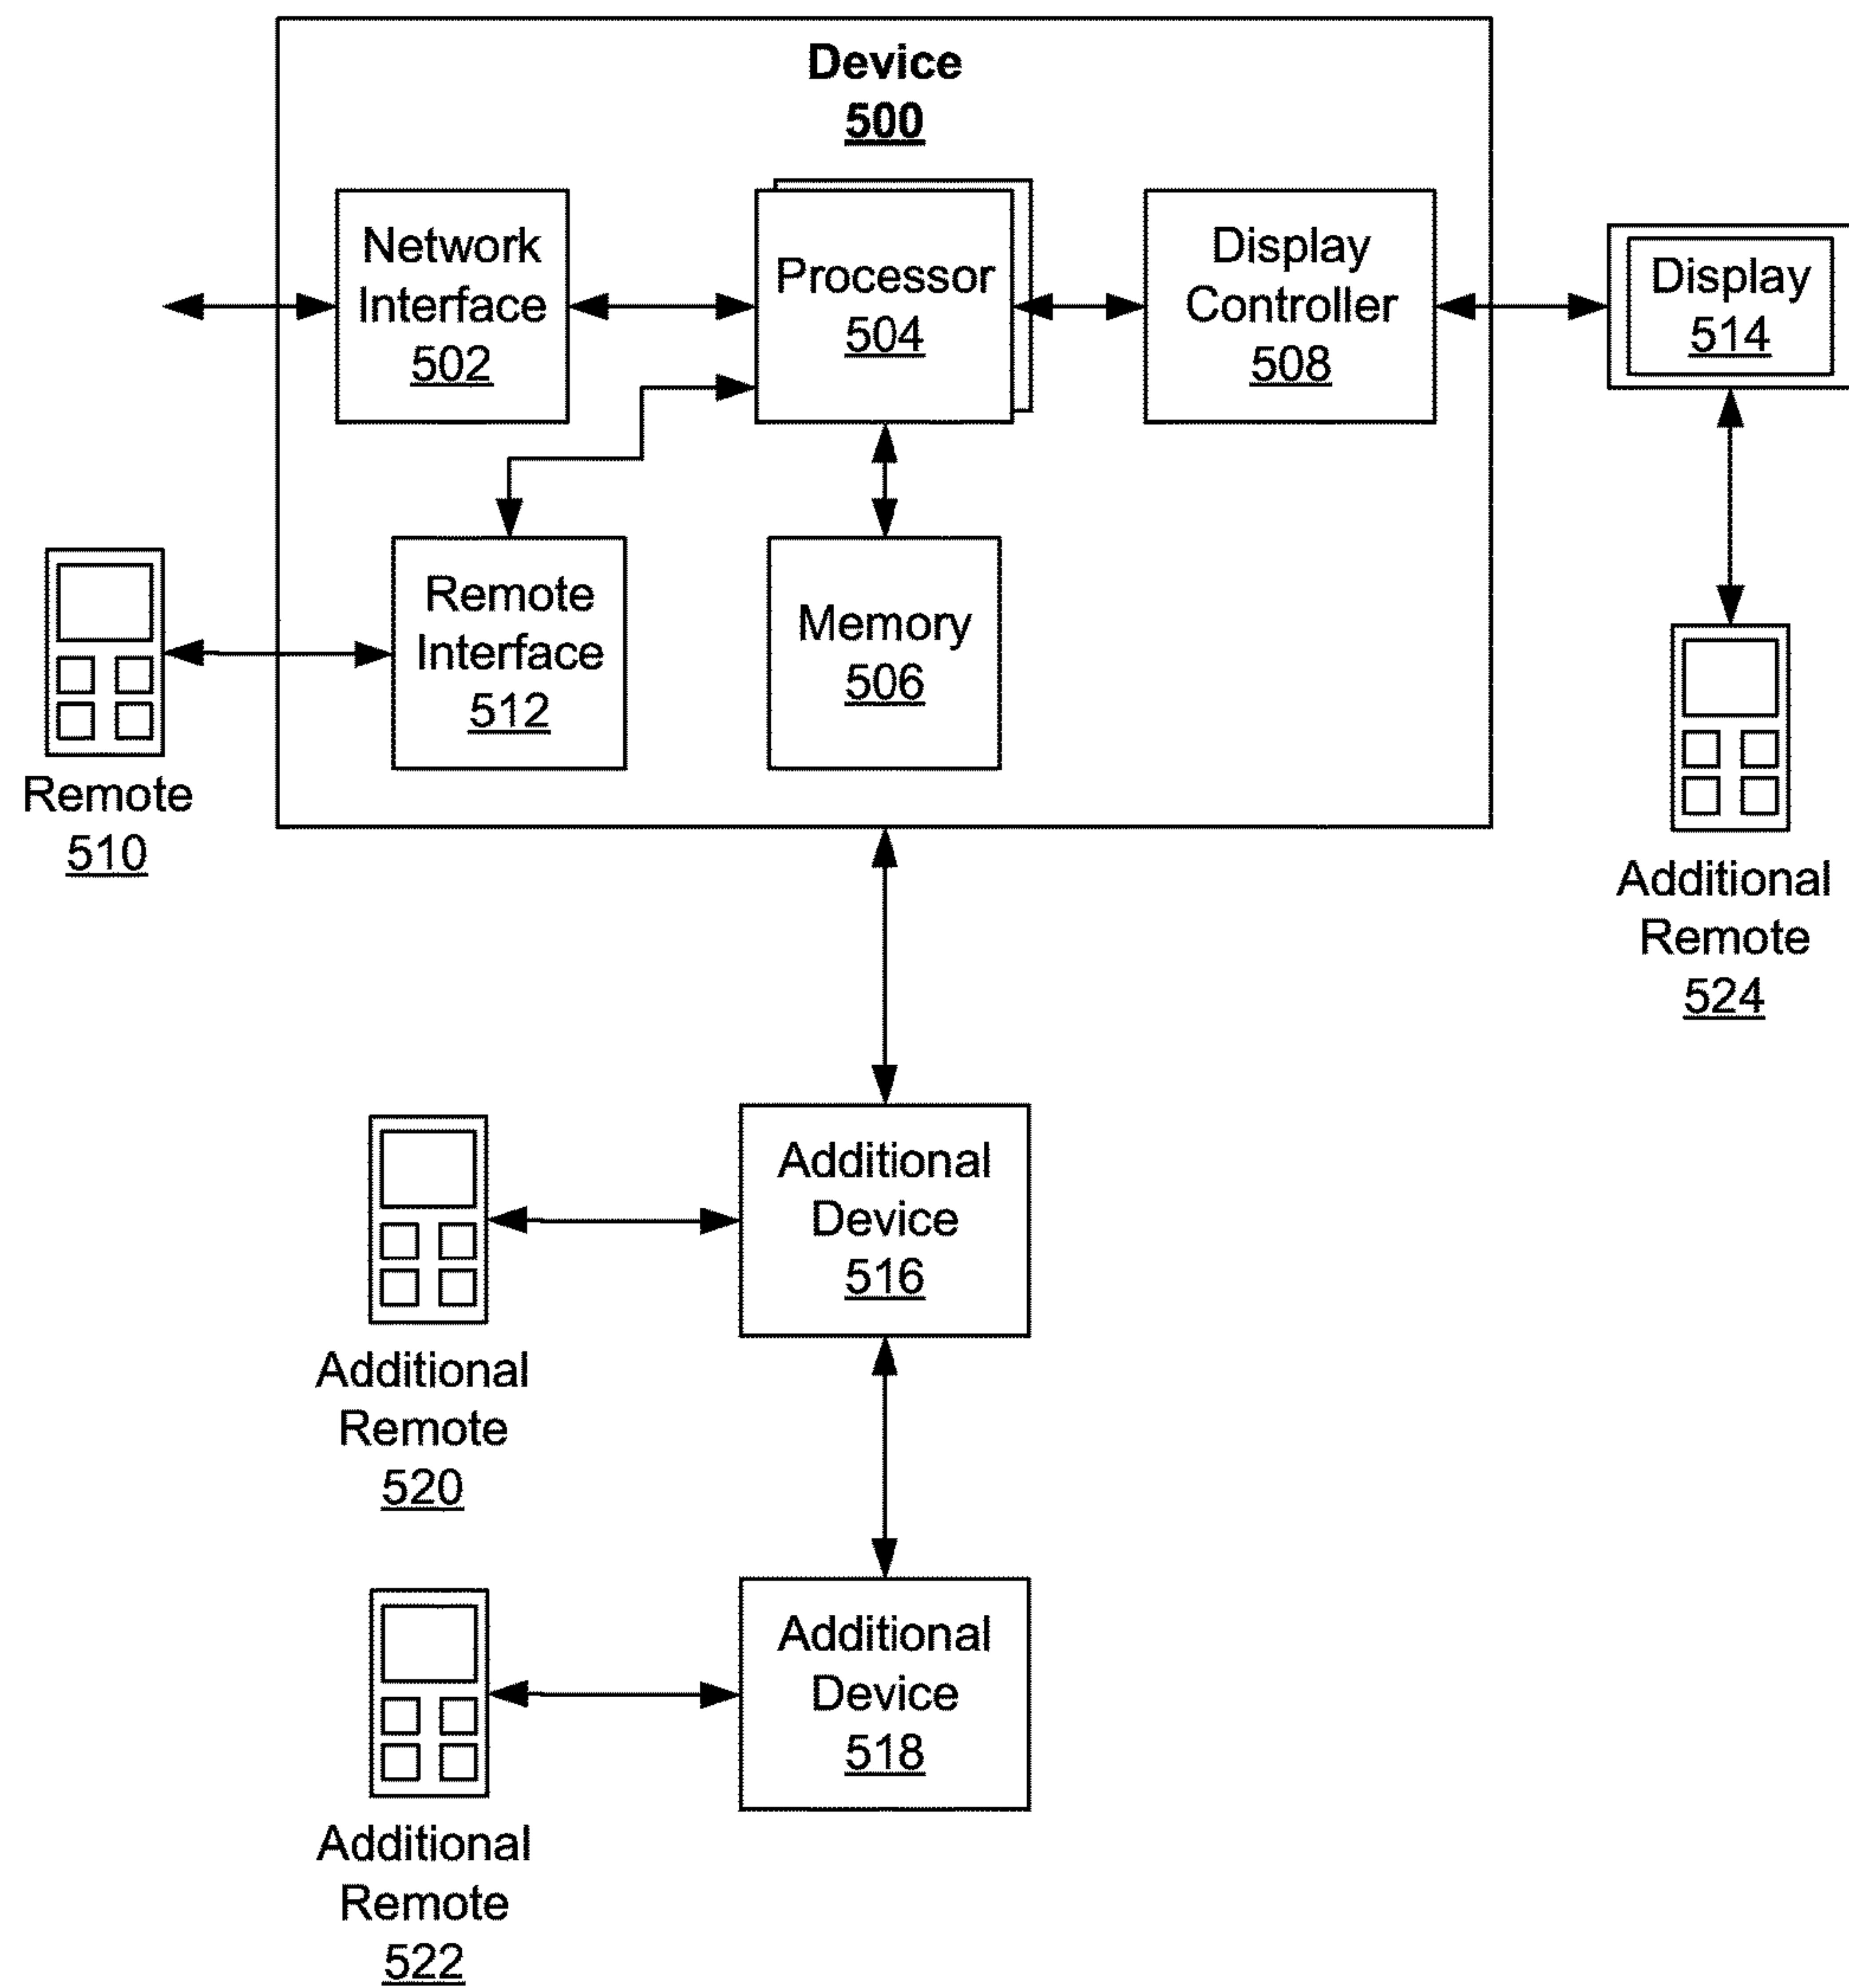 Device
500
Network
Interface
502
Processor
504
Display
Controller
508
Display
514
Remote
Interface
512
Memory
506
Remote
510
Additional
Remote
524
Additional
Device
516
Additional
Remote
520
Additional
Device
518
Additional
Remote
522